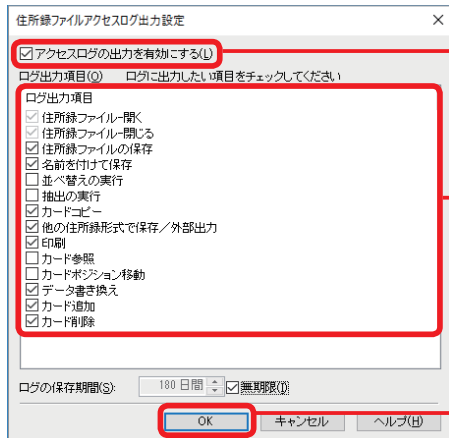 住所録ファイルアクセスログ出力設定
アクセスログの出力を有効にする(L)
ログ出力項目(O) ログに出力したい項目をチェックしてください
ログ出力項目
住所録ファイル-開く
住所録ファイル-閉じる
住所録ファイルの保存
名前を付けて保存
並べ替えの実行
抽出の実行
カードコピー
他の住所録形式で保存／外部出力
印刷
カード参照
カードポジション移動
データ書き換え
カード追加
カード削除
ログの保存期間(S): 180 日間 無期限(I)
OK キャンセル ヘルプ(H)